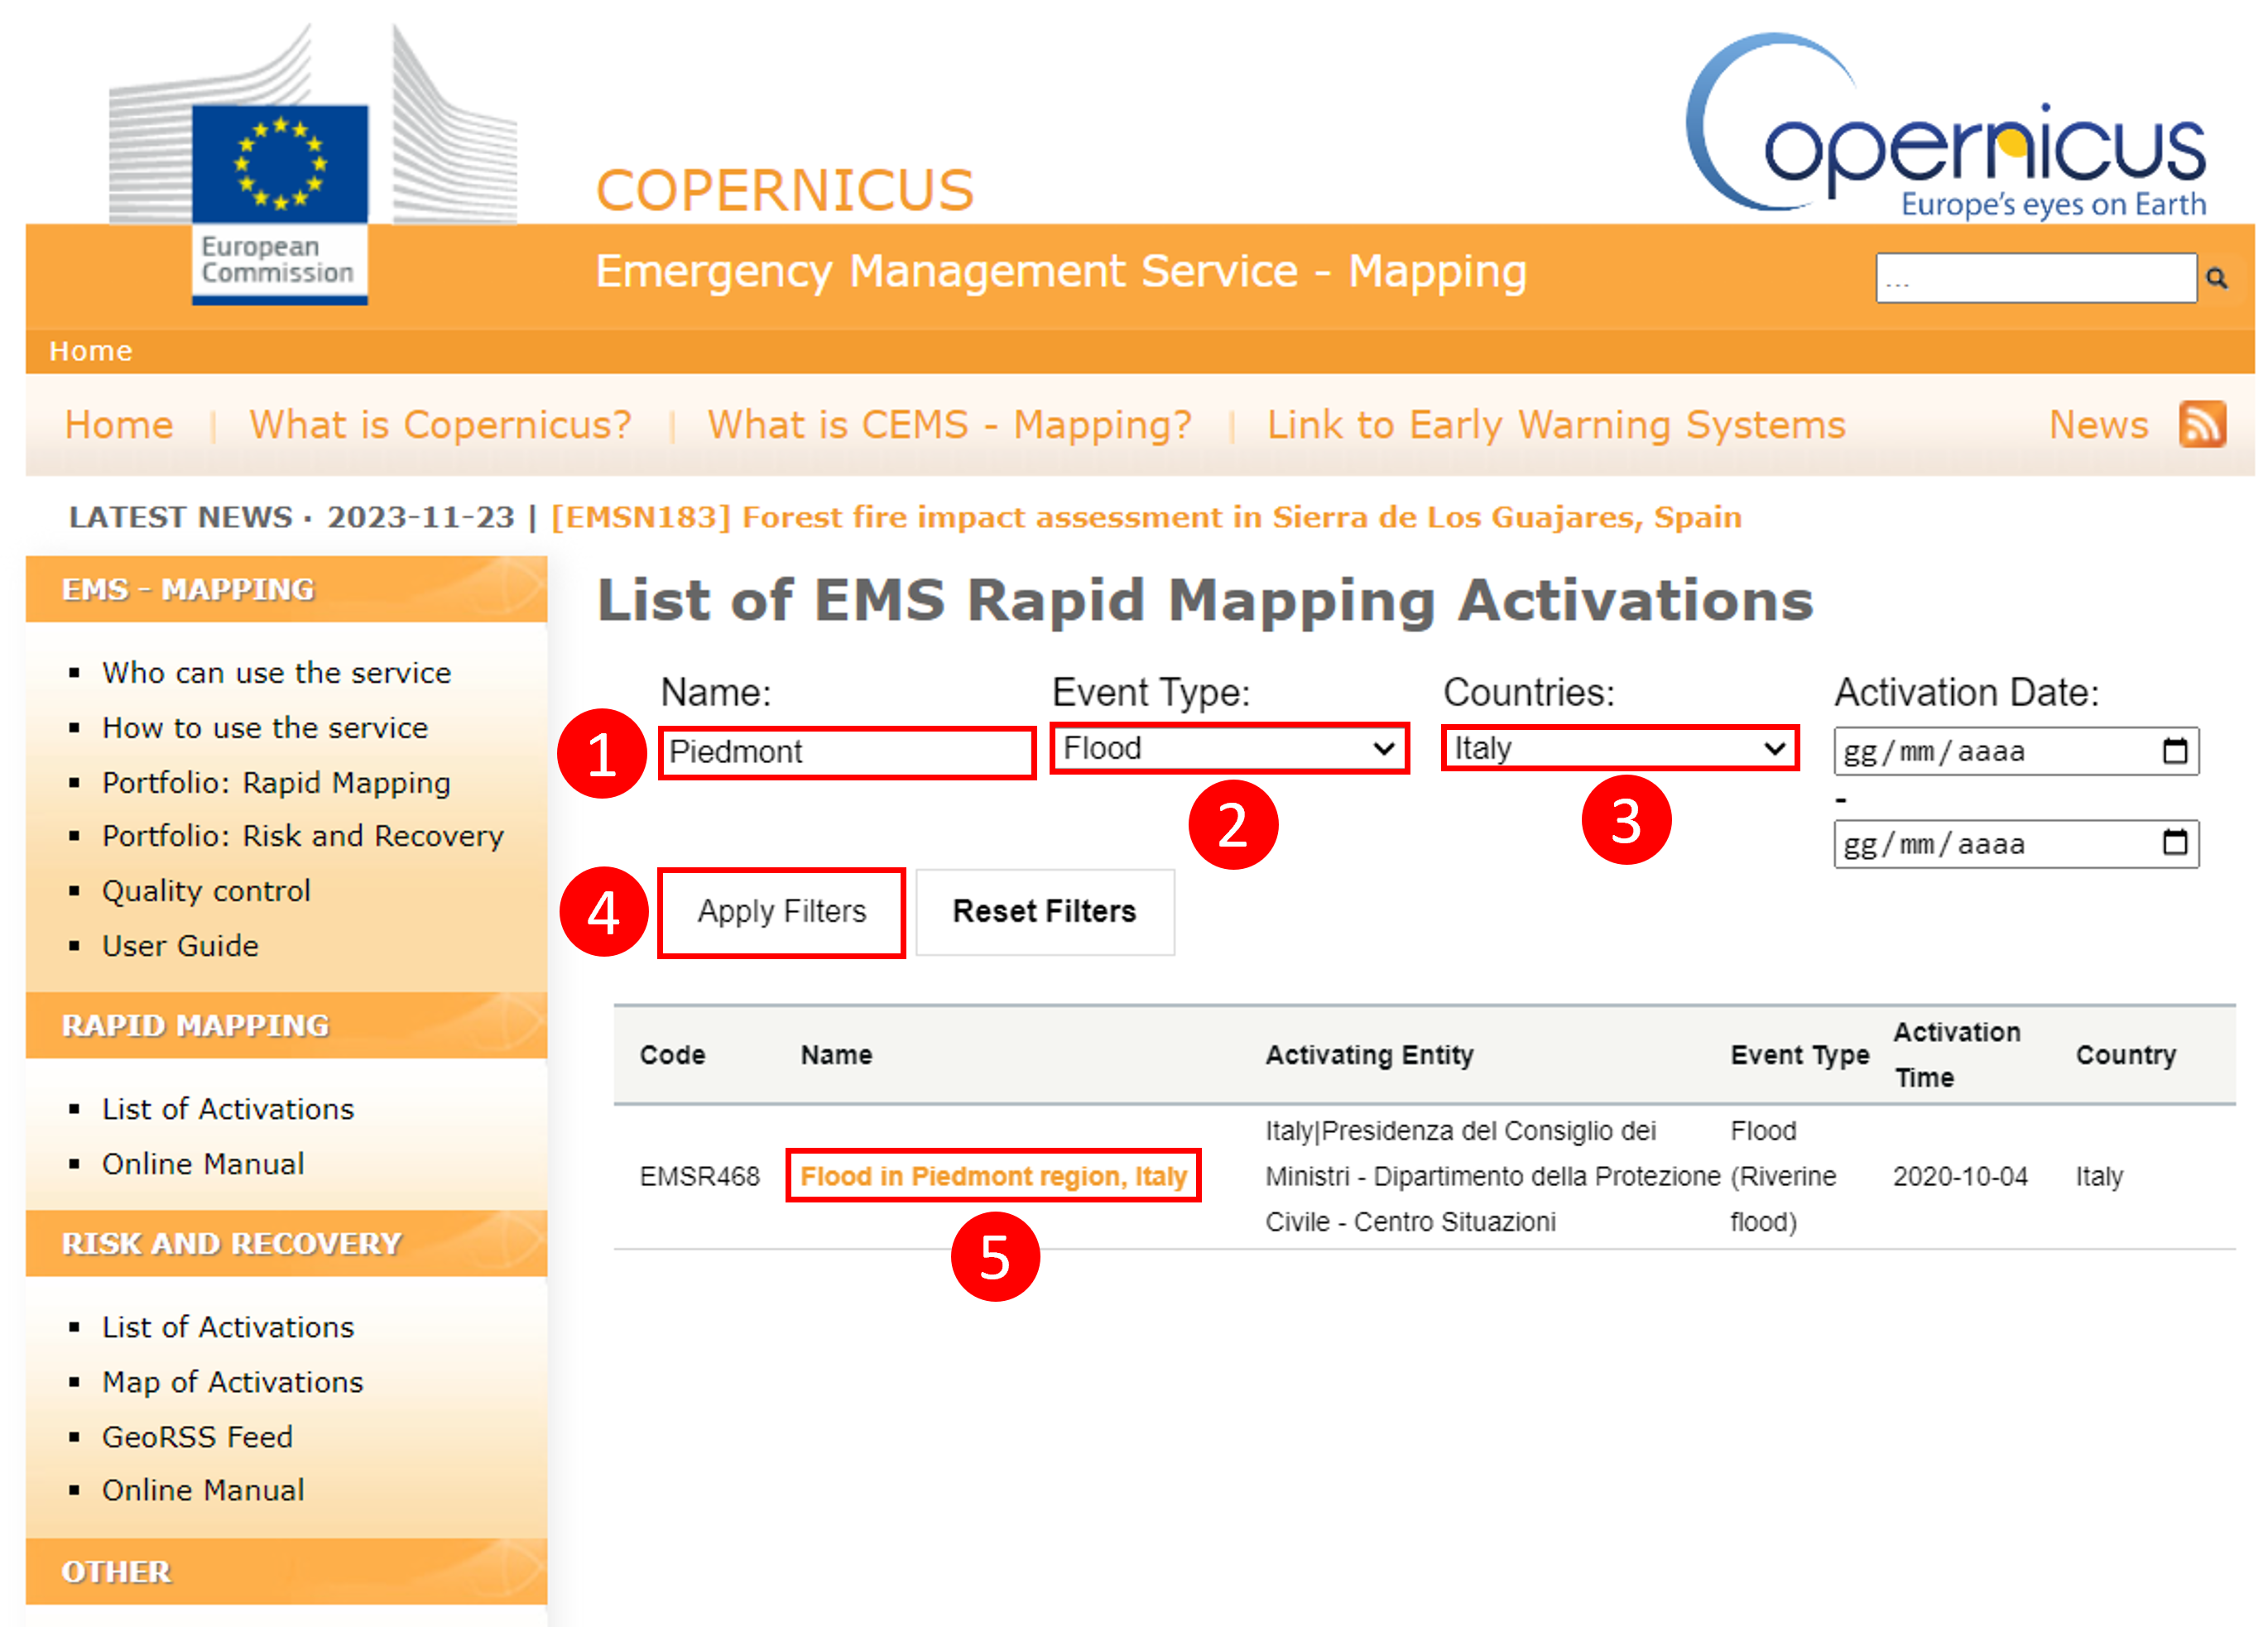 COPERNICUS
opernicus
Europe's eyes on Earth
European
Commission
Emergency Management Service - Mapping
...
Home
Home | What is Copernicus? | What is CEMS - Mapping? | Link to Early Warning Systems
News
LATEST NEWS · 2023-11-23 | [EMSN183] Forest fire impact assessment in Sierra de Los Guajares, Spain
EMS - MAPPING
Who can use the service
How to use the service
Portfolio: Rapid Mapping
Portfolio: Risk and Recovery
Quality control
User Guide
RAPID MAPPING
List of Activations
Online Manual
RISK AND RECOVERY
List of Activations
Map of Activations
GeoRSS Feed
Online Manual
OTHER
List of EMS Rapid Mapping Activations
Name: Event Type: Countries: Activation Date:
1 Piedmont Flood Italy gg/mm/aaaa
-
2 3
gg/mm/aaaa
4 Apply Filters Reset Filters
Code Name Activating Entity Event Type Activation Time Country
EMSR468
Flood in Piedmont region, Italy
Italy|Presidenza del Consiglio dei
Ministri - Dipartimento della Protezione
Civile - Centro Situazioni
Flood
(Riverine
flood)
2020-10-04
Italy
5